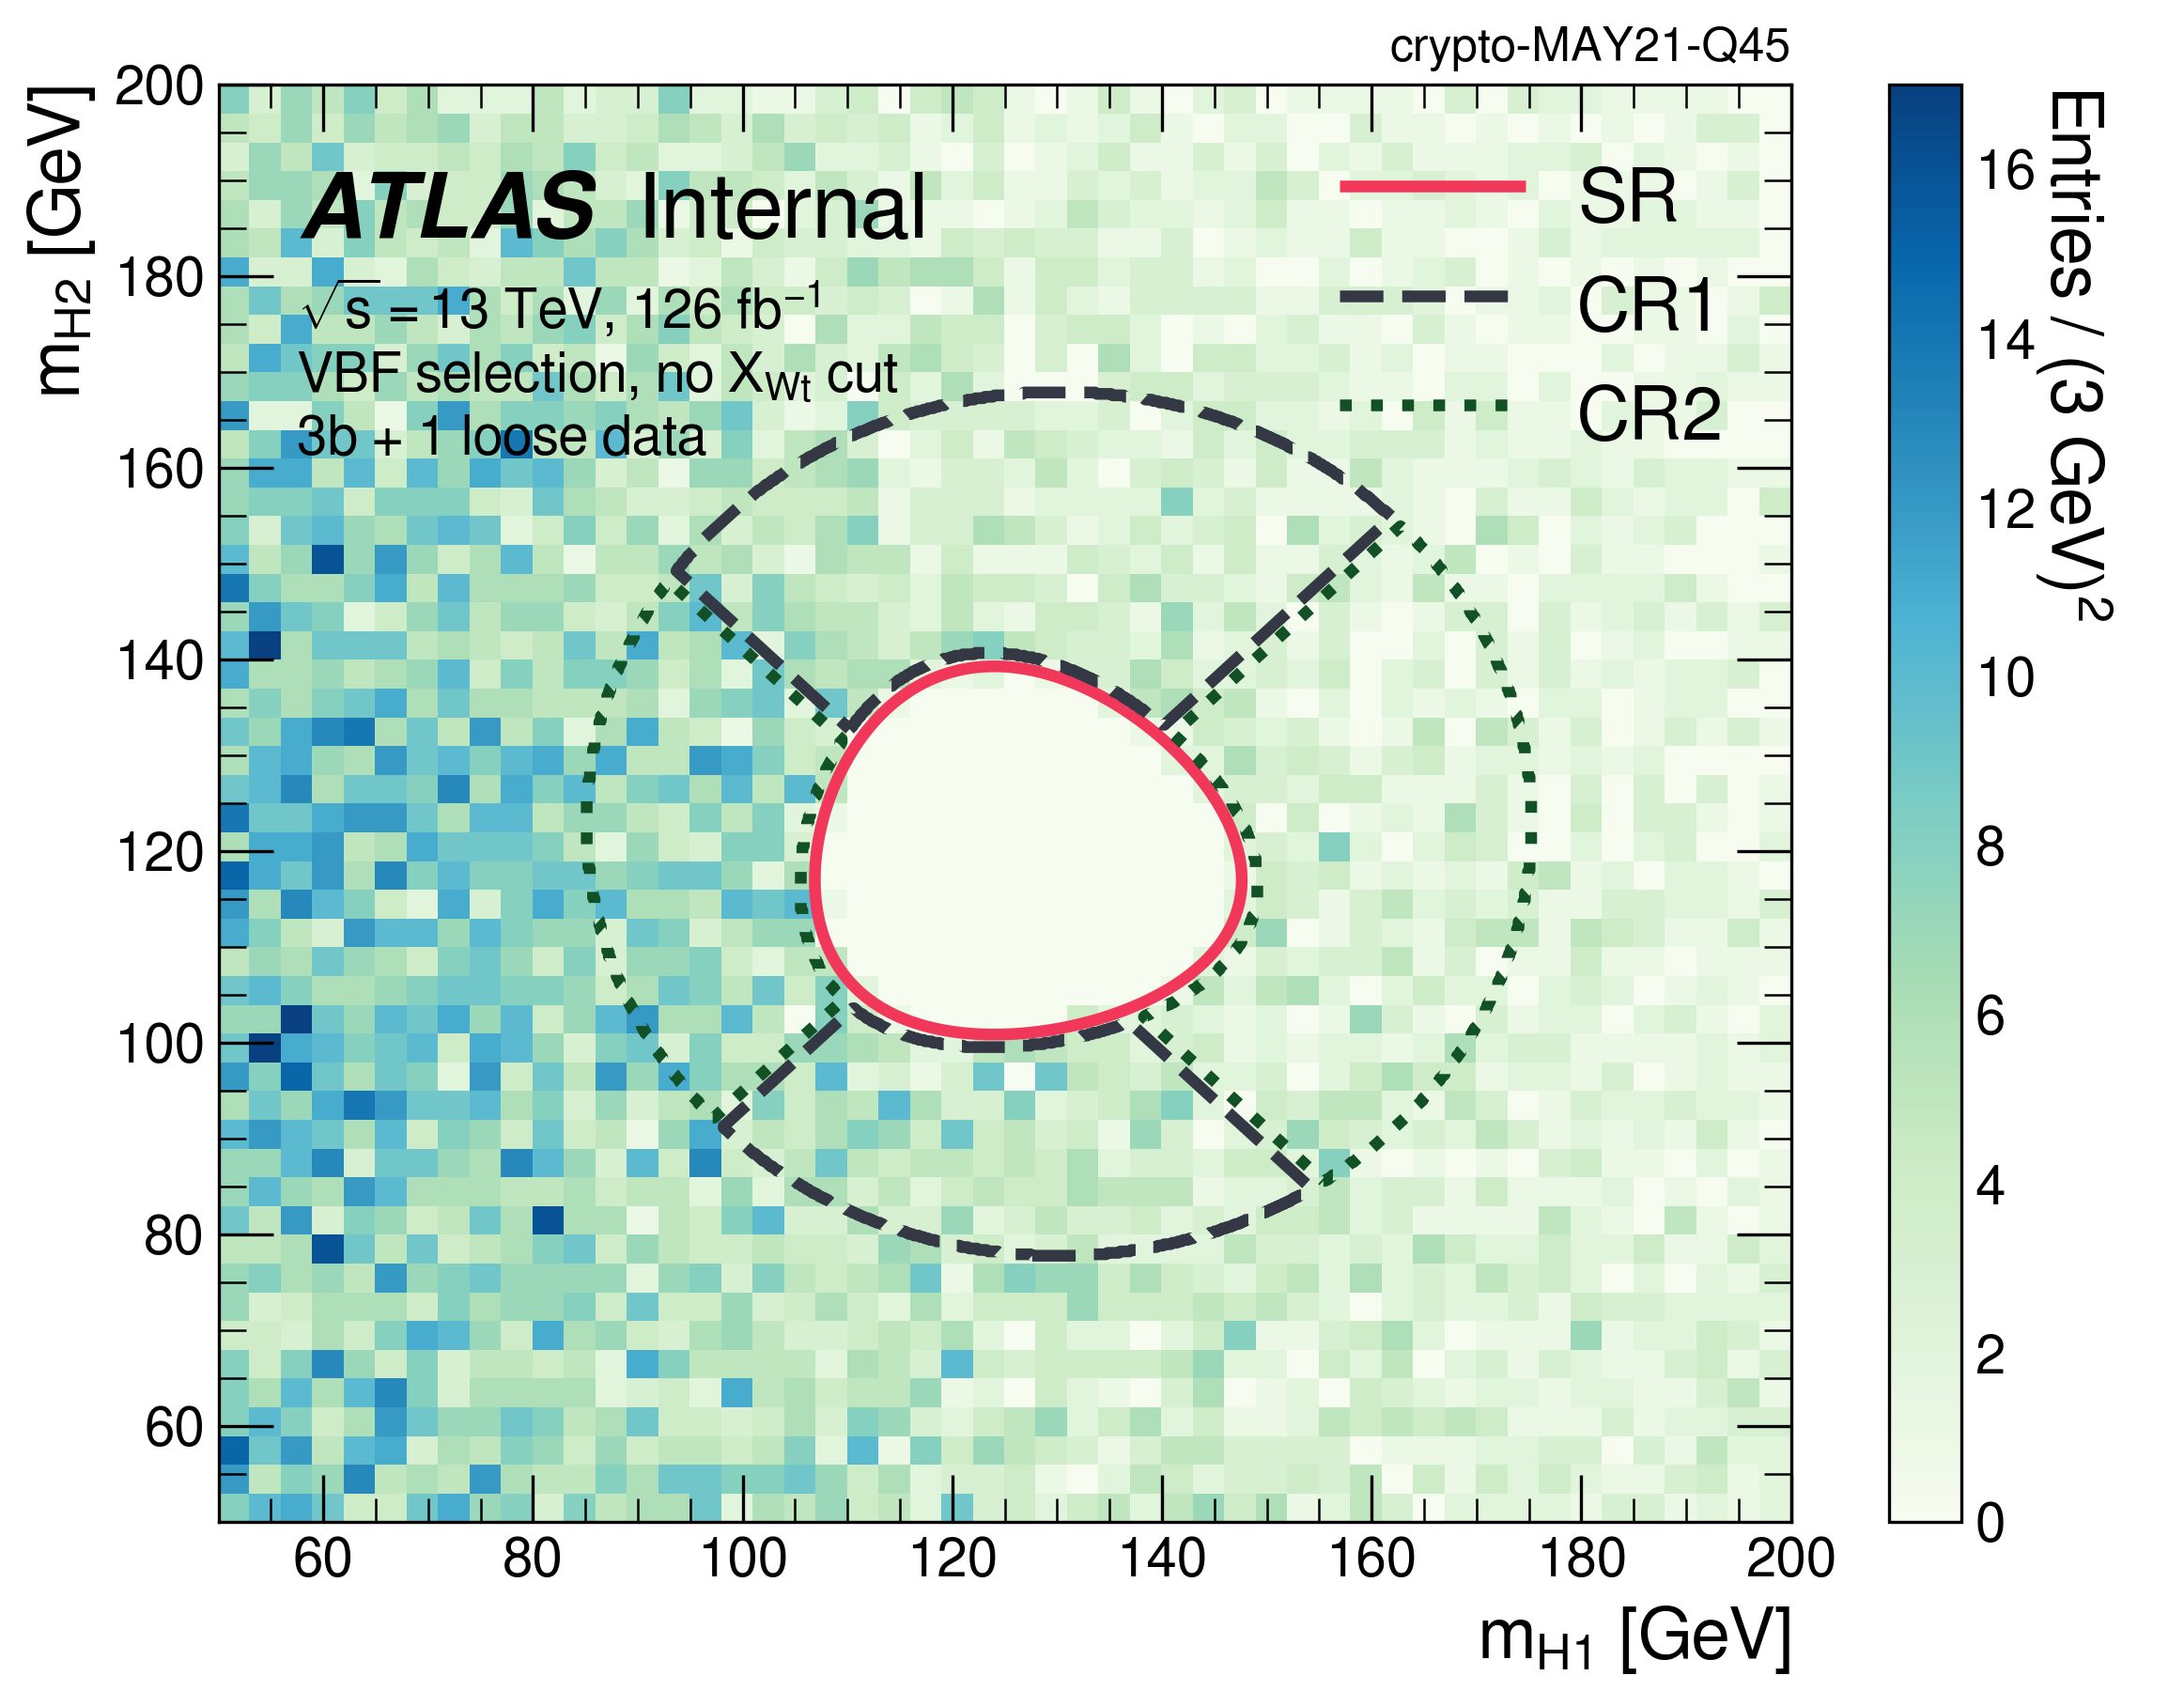 crypto-MAY21-Q45
ATLAS Internal
√s = 13 TeV, 126 fb⁻¹
VBF selection, no X_Wt cut
3b + 1 loose data
SR
CR1
CR2
m_H2 [GeV]
200
180
160
140
120
100
80
60
60 80 100 120 140 160 180 200
m_H1 [GeV]
16
14
12
10
8
6
4
2
0
Entries / (3 GeV)²